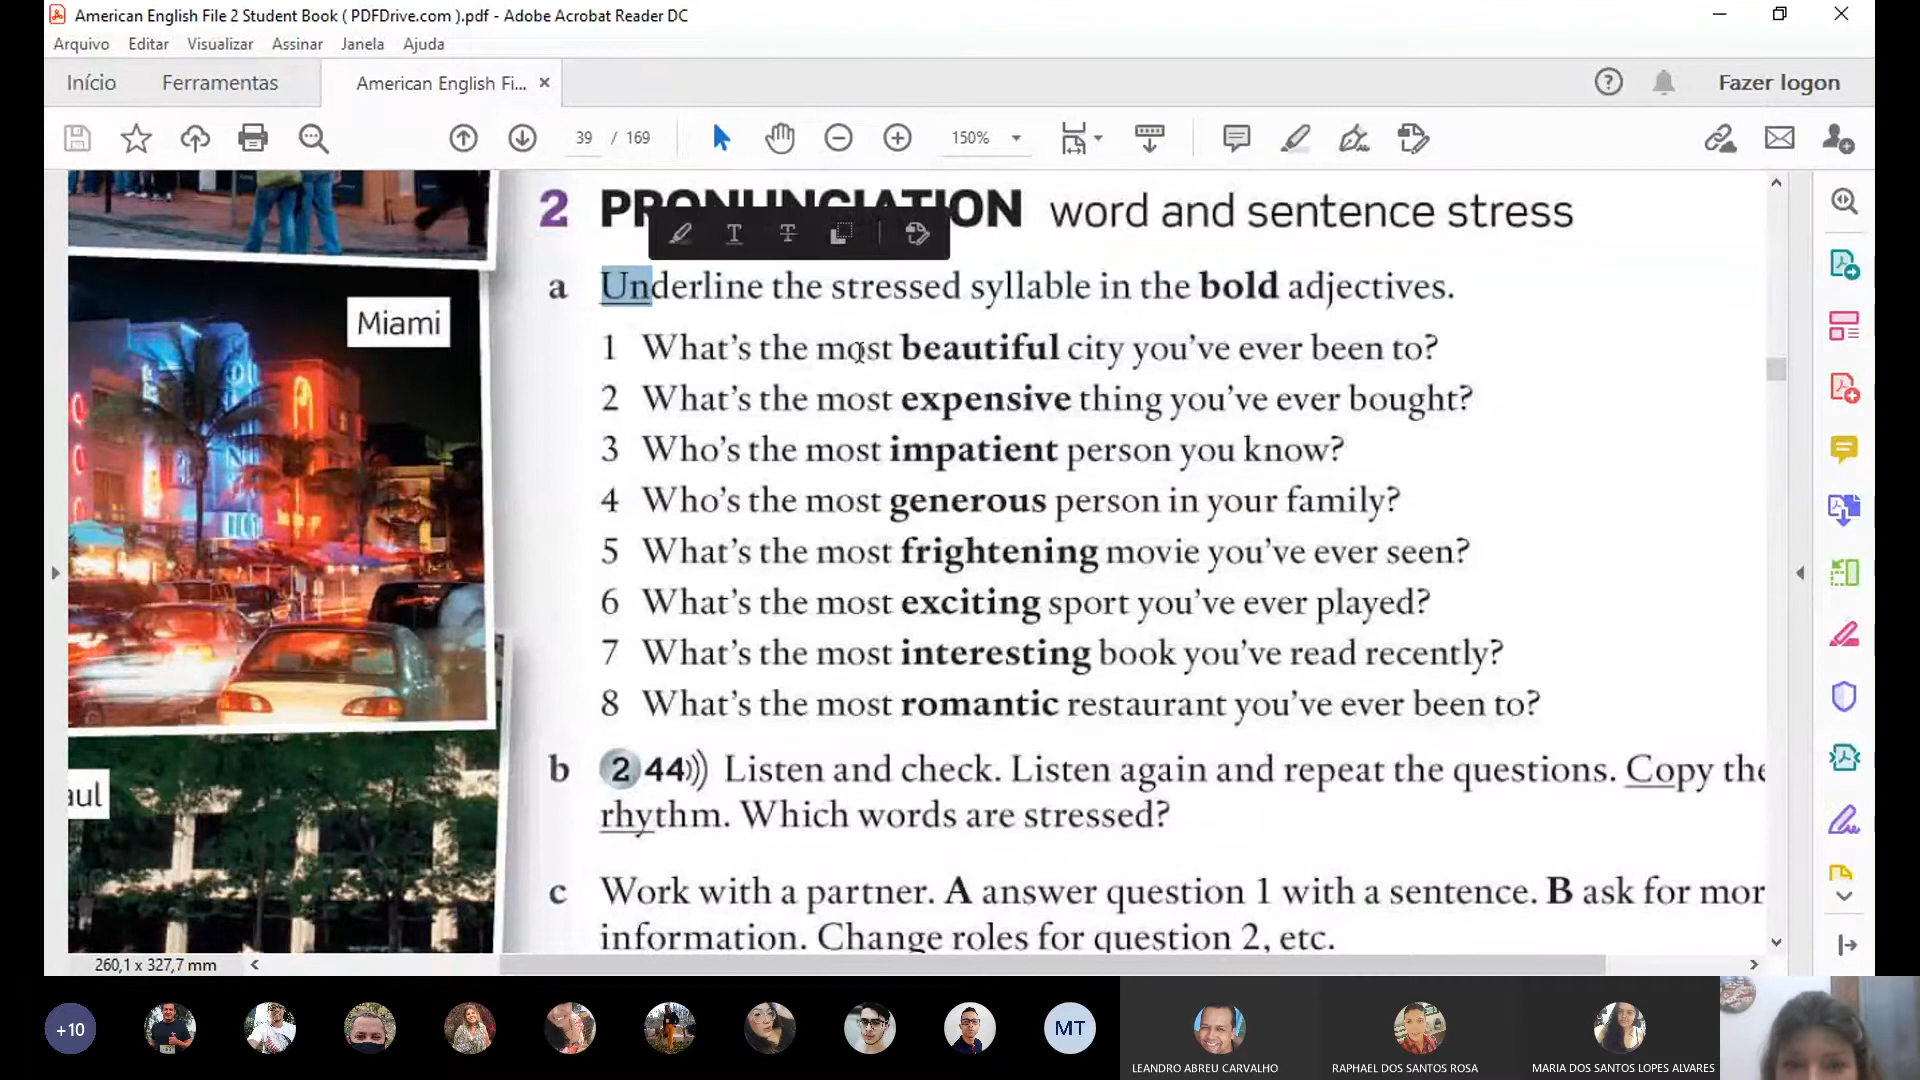 American English File 2 Student Book ( PDFDrive.com ).pdf - Adobe Acrobat Reader DC
Arquivo Editar Visualizar Assinar Janela Ajuda
Início Ferramentas American English Fi... Fazer logon
39 / 169 150%
2 PRONUNCIATION word and sentence stress
Miami
a Underline the stressed syllable in the bold adjectives.
1 What's the most beautiful city you've ever been to?
2 What's the most expensive thing you've ever bought?
3 Who's the most impatient person you know?
4 Who's the most generous person in your family?
5 What's the most frightening movie you've ever seen?
6 What's the most exciting sport you've ever played?
7 What's the most interesting book you've read recently?
8 What's the most romantic restaurant you've ever been to?
b 2 44)) Listen and check. Listen again and repeat the questions. Copy the
aul
rhythm. Which words are stressed?
c Work with a partner. A answer question 1 with a sentence. B ask for mor
information. Change roles for question 2, etc.
260,1 x 327,7 mm
+10 MT
LEANDRO ABREU CARVALHO RAPHAEL DOS SANTOS ROSA MARIA DOS SANTOS LOPES ALVARES